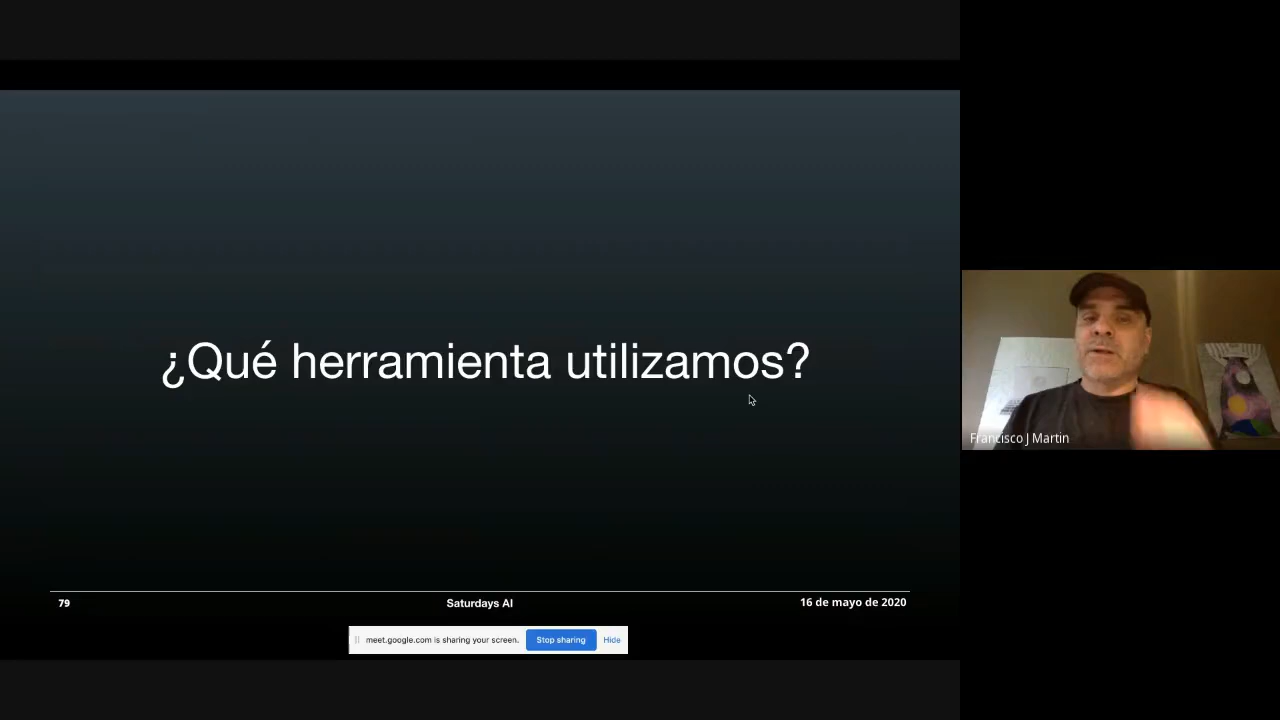 ¿Qué herramienta utilizamos?
Francisco J Martin
79
Saturdays AI
16 de mayo de 2020
meet.google.com is sharing your screen.
Stop sharing
Hide